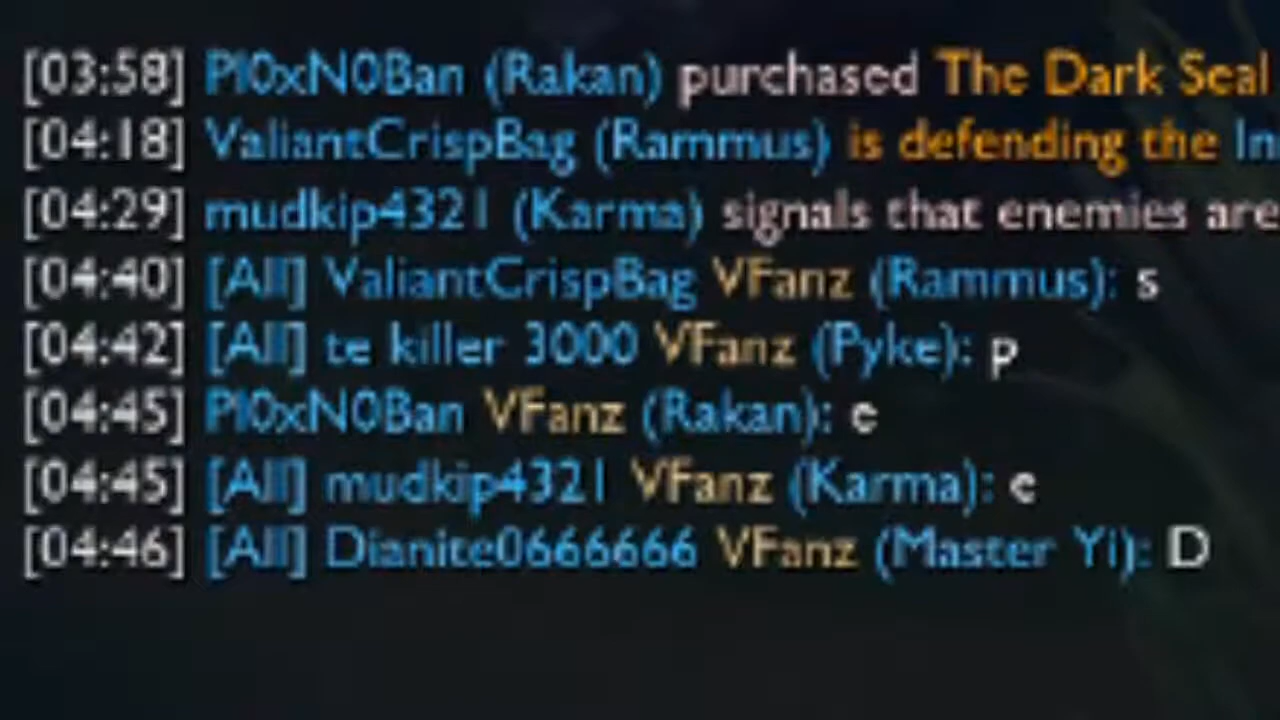 [03:58] Pl0xN0Ban (Rakan) purchased The Dark Seal
[04:18] ValiantCrispBag (Rammus) is defending the In
[04:29] mudkip4321 (Karma) signals that enemies are
[04:40] [All] ValiantCrispBag VFanz (Rammus): s
[04:42] [All] te killer 3000 VFanz (Pyke): p
[04:45] Pl0xN0Ban VFanz (Rakan): e
[04:45] [All] mudkip4321 VFanz (Karma): e
[04:46] [All] Dianite0666666 VFanz (Master Yi): D